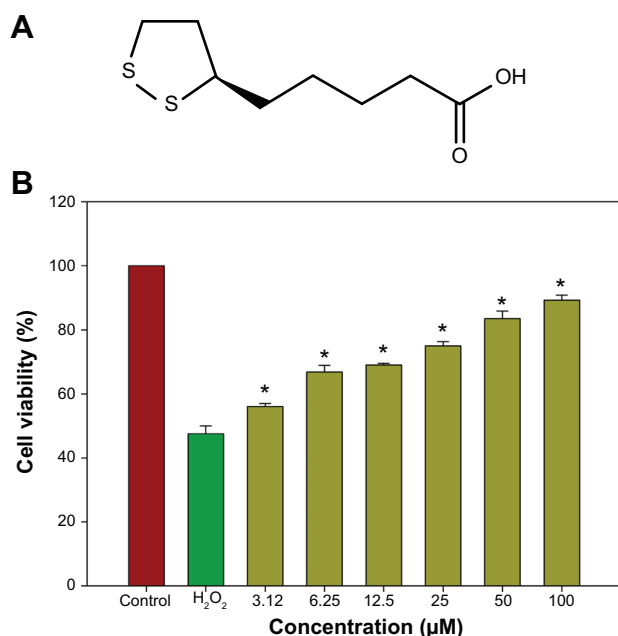 A
S
S
OH
O
B
120
100
80
60
40
20
0
Cell viability (%)
* * * * * *
Control H₂O₂ 3.12 6.25 12.5 25 50 100
Concentration (µM)